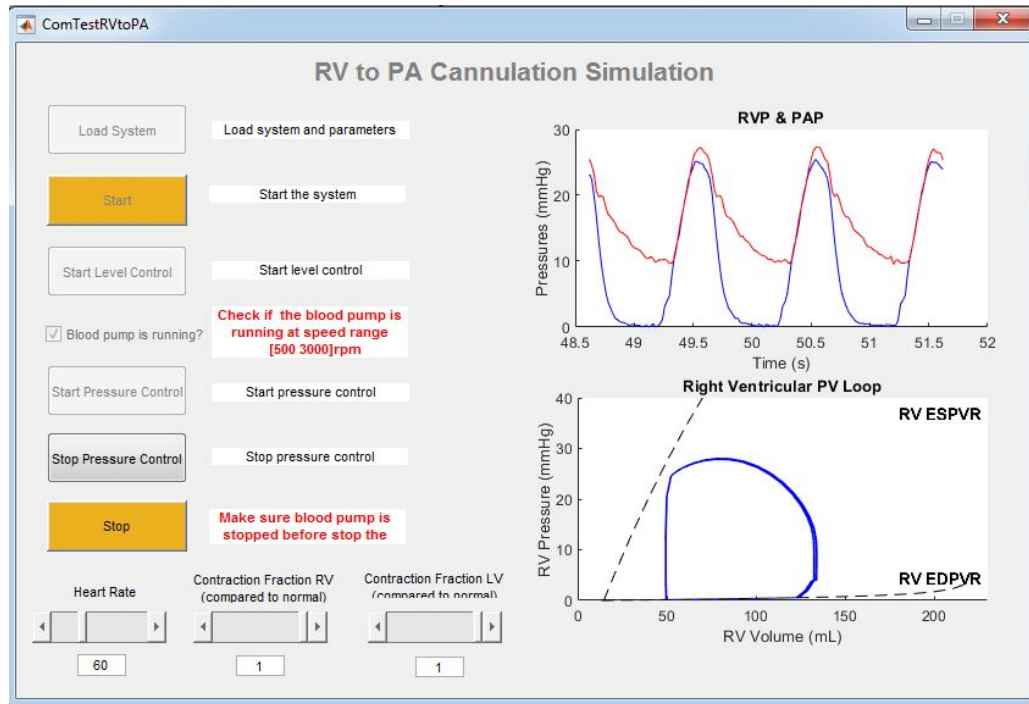 ComTestRVtoPA
RV to PA Cannulation Simulation
Load System
Load system and parameters
Start
Start the system
Start Level Control
Start level control
Blood pump is running?
Check if the blood pump is
running at speed range
[500 3000]rpm
Start Pressure Control
Start pressure control
Stop Pressure Control
Stop pressure control
Stop
Make sure blood pump is
stopped before stop the
Heart Rate
60
Contraction Fraction RV
(compared to normal)
1
Contraction Fraction LV
(compared to normal)
1
RVP & PAP
Pressures (mmHg)
30
20
10
0
48.5 49 49.5 50 50.5 51 51.5 52
Time (s)
Right Ventricular PV Loop
RV Pressure (mmHg)
40
30
20
10
0
RV ESPVR
RV EDPVR
0 50 100 150 200
RV Volume (mL)